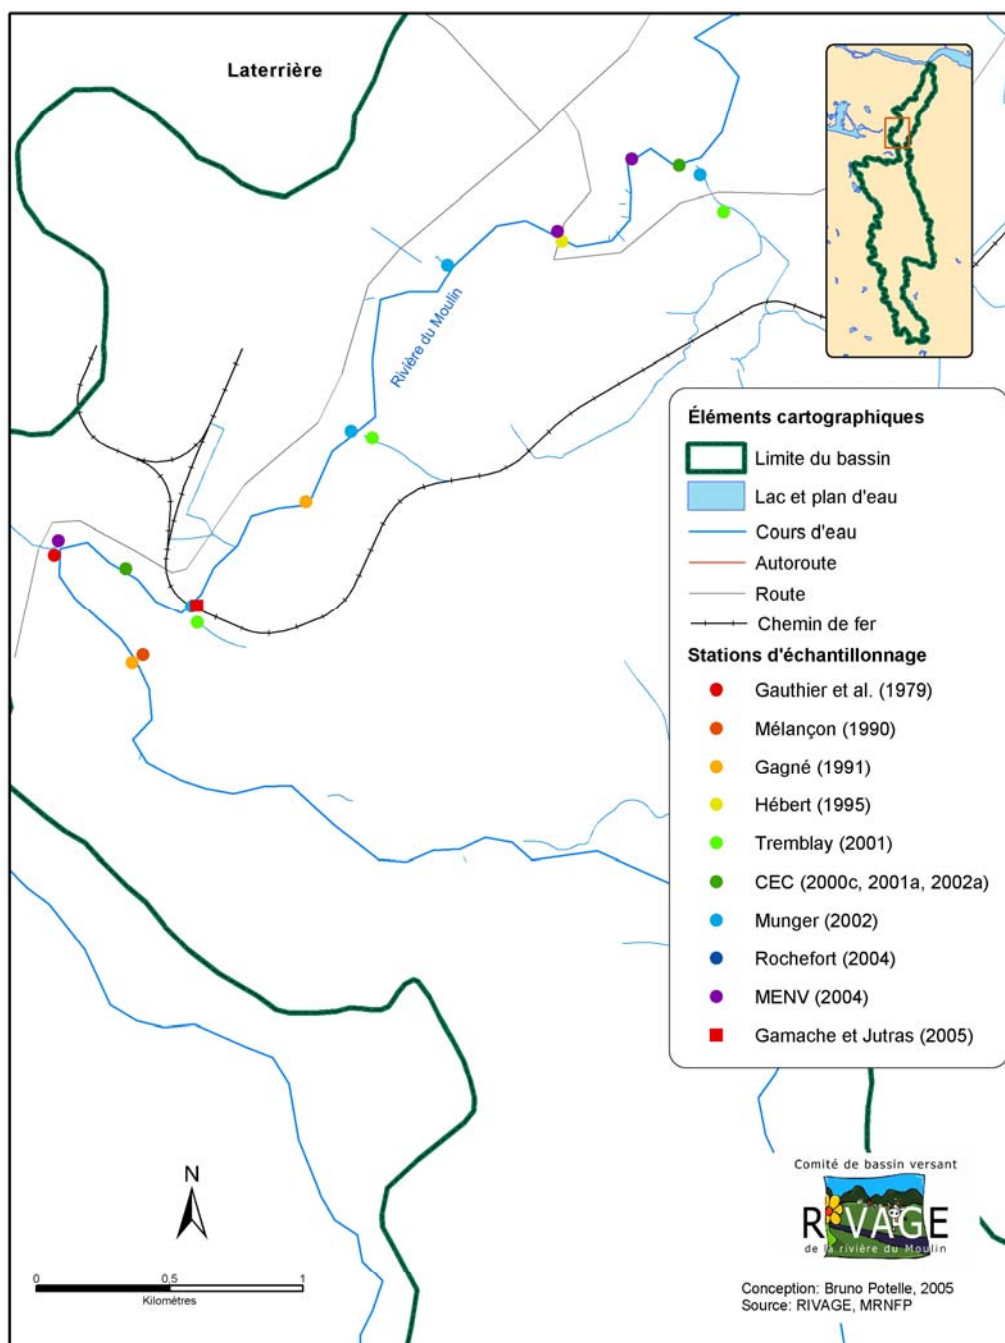 Laterrière
Rivière du Moulin
Éléments cartographiques
Limite du bassin
Lac et plan d'eau
Cours d'eau
Autoroute
Route
Chemin de fer
Stations d'échantillonnage
Gauthier et al. (1979)
Mélançon (1990)
Gagné (1991)
Hébert (1995)
Tremblay (2001)
CEC (2000c, 2001a, 2002a)
Munger (2002)
Rochefort (2004)
MENV (2004)
Gamache et Jutras (2005)
N
0 0,5 1
Kilomètres
Comité de bassin versant
RIVAGE
de la rivière du Moulin
Conception: Bruno Potelle, 2005
Source: RIVAGE, MRNFP